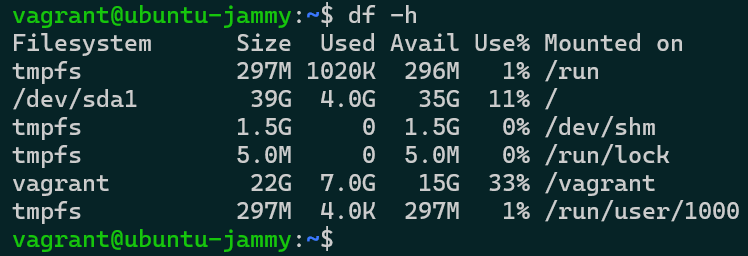 vagrant@ubuntu-jammy:~$ df -h
Filesystem      Size  Used Avail Use% Mounted on
tmpfs           297M 1020K  296M   1% /run
/dev/sda1        39G  4.0G   35G  11% /
tmpfs           1.5G     0  1.5G   0% /dev/shm
tmpfs           5.0M     0  5.0M   0% /run/lock
vagrant          22G  7.0G   15G  33% /vagrant
tmpfs           297M  4.0K  297M   1% /run/user/1000
vagrant@ubuntu-jammy:~$